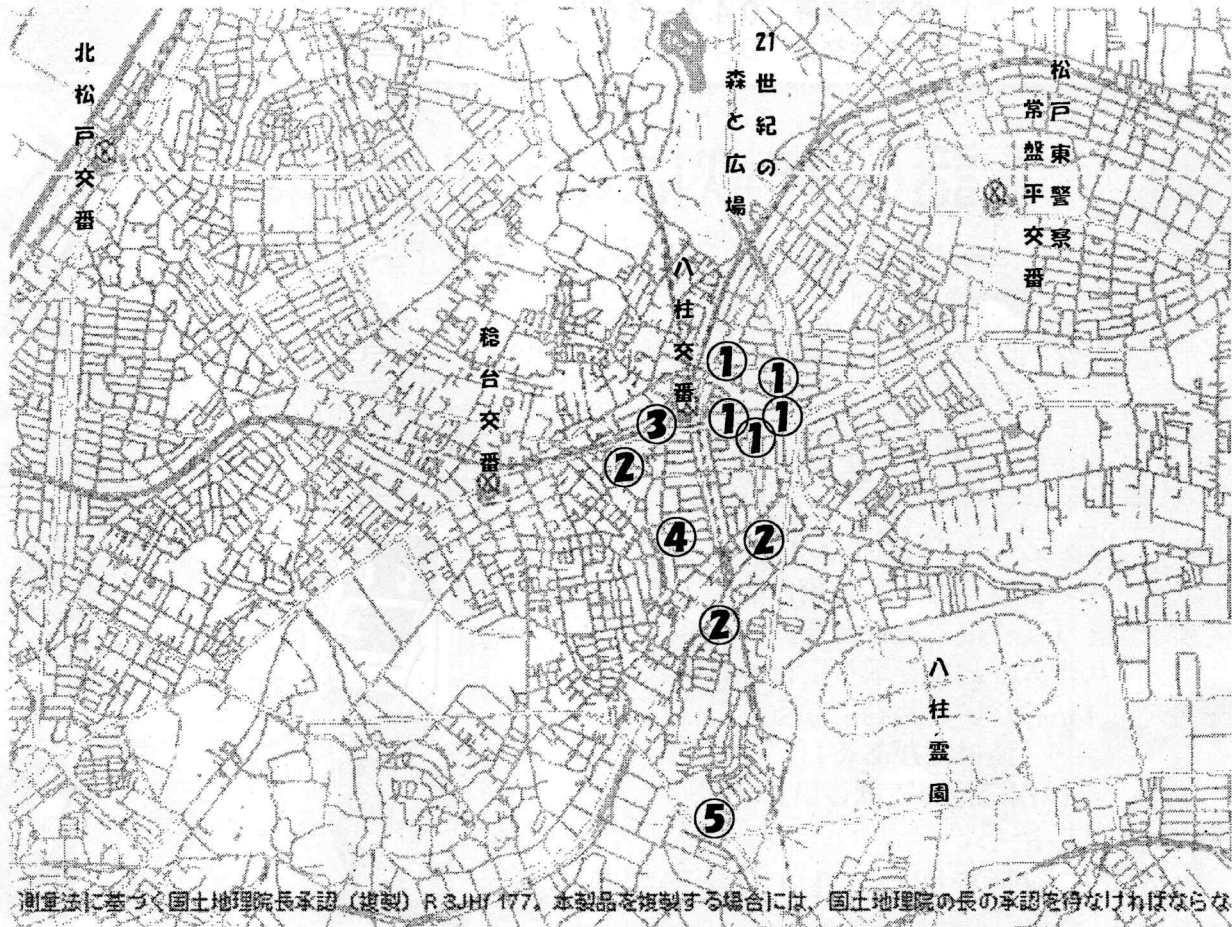 北松戸交番
21世紀の
森と広場
松戸東警察
常盤平交番
八柱交番
稔台交番
①
①
③
①
①
①
②
④
②
②
八柱霊園
⑤
測量法に基づく国土地理院長承認(複製)R 3JHf 177。本製品を複製する場合には、国土地理院の長の承認を得なければならな